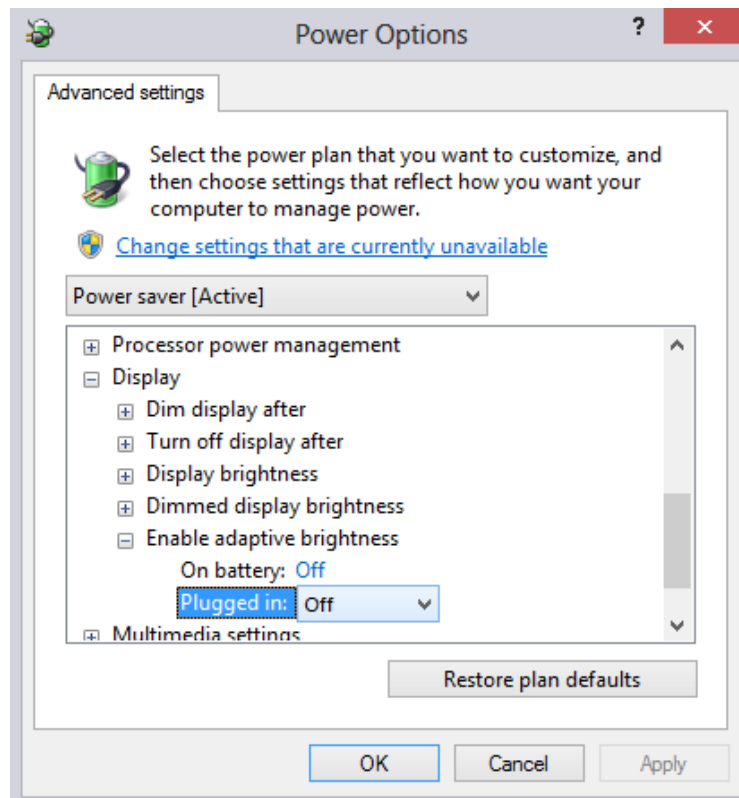 Power Options
?
Advanced settings
Select the power plan that you want to customize, and
then choose settings that reflect how you want your
computer to manage power.
Change settings that are currently unavailable
Power saver [Active]
Processor power management
Display
Dim display after
Turn off display after
Display brightness
Dimmed display brightness
Enable adaptive brightness
On battery: Off
Plugged in: Off
Multimedia settings
Restore plan defaults
OK Cancel Apply